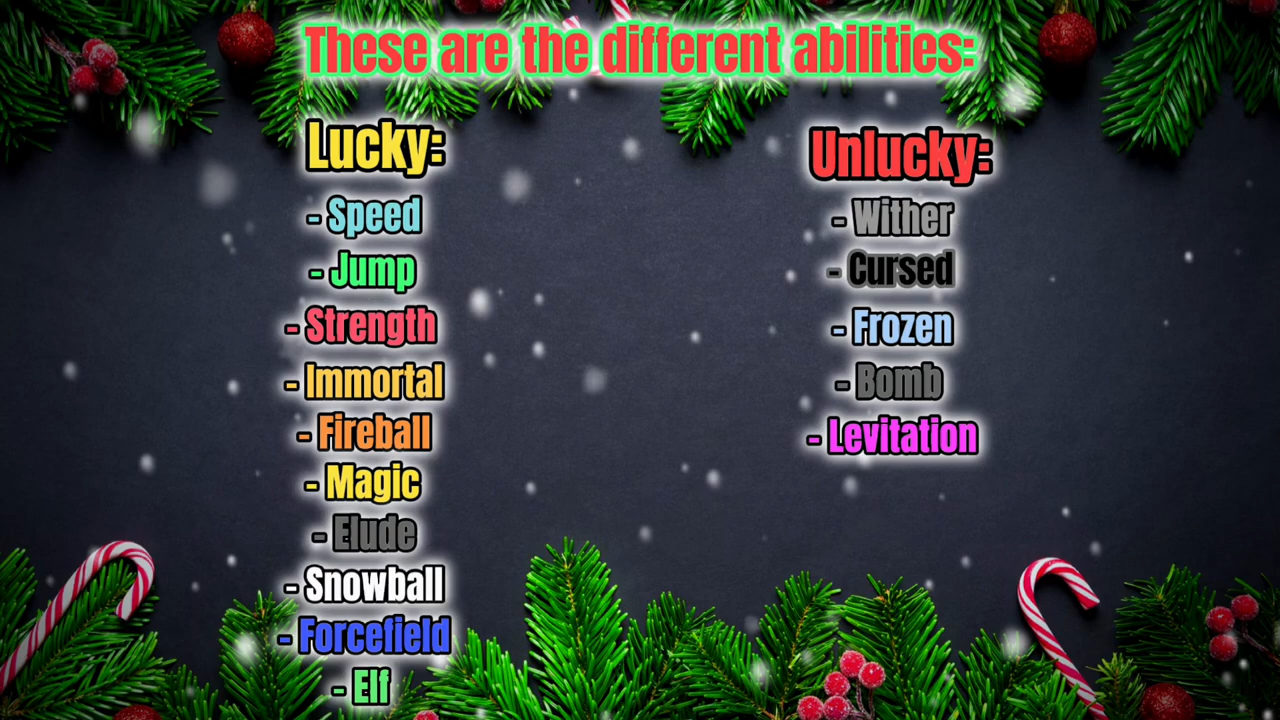 These are the different abilities:
Lucky:
- Speed
- Jump
- Strength
- Immortal
- Fireball
- Magic
- Elude
- Snowball
- Forcefield
- Elf
Unlucky:
- Wither
- Cursed
- Frozen
- Bomb
- Levitation